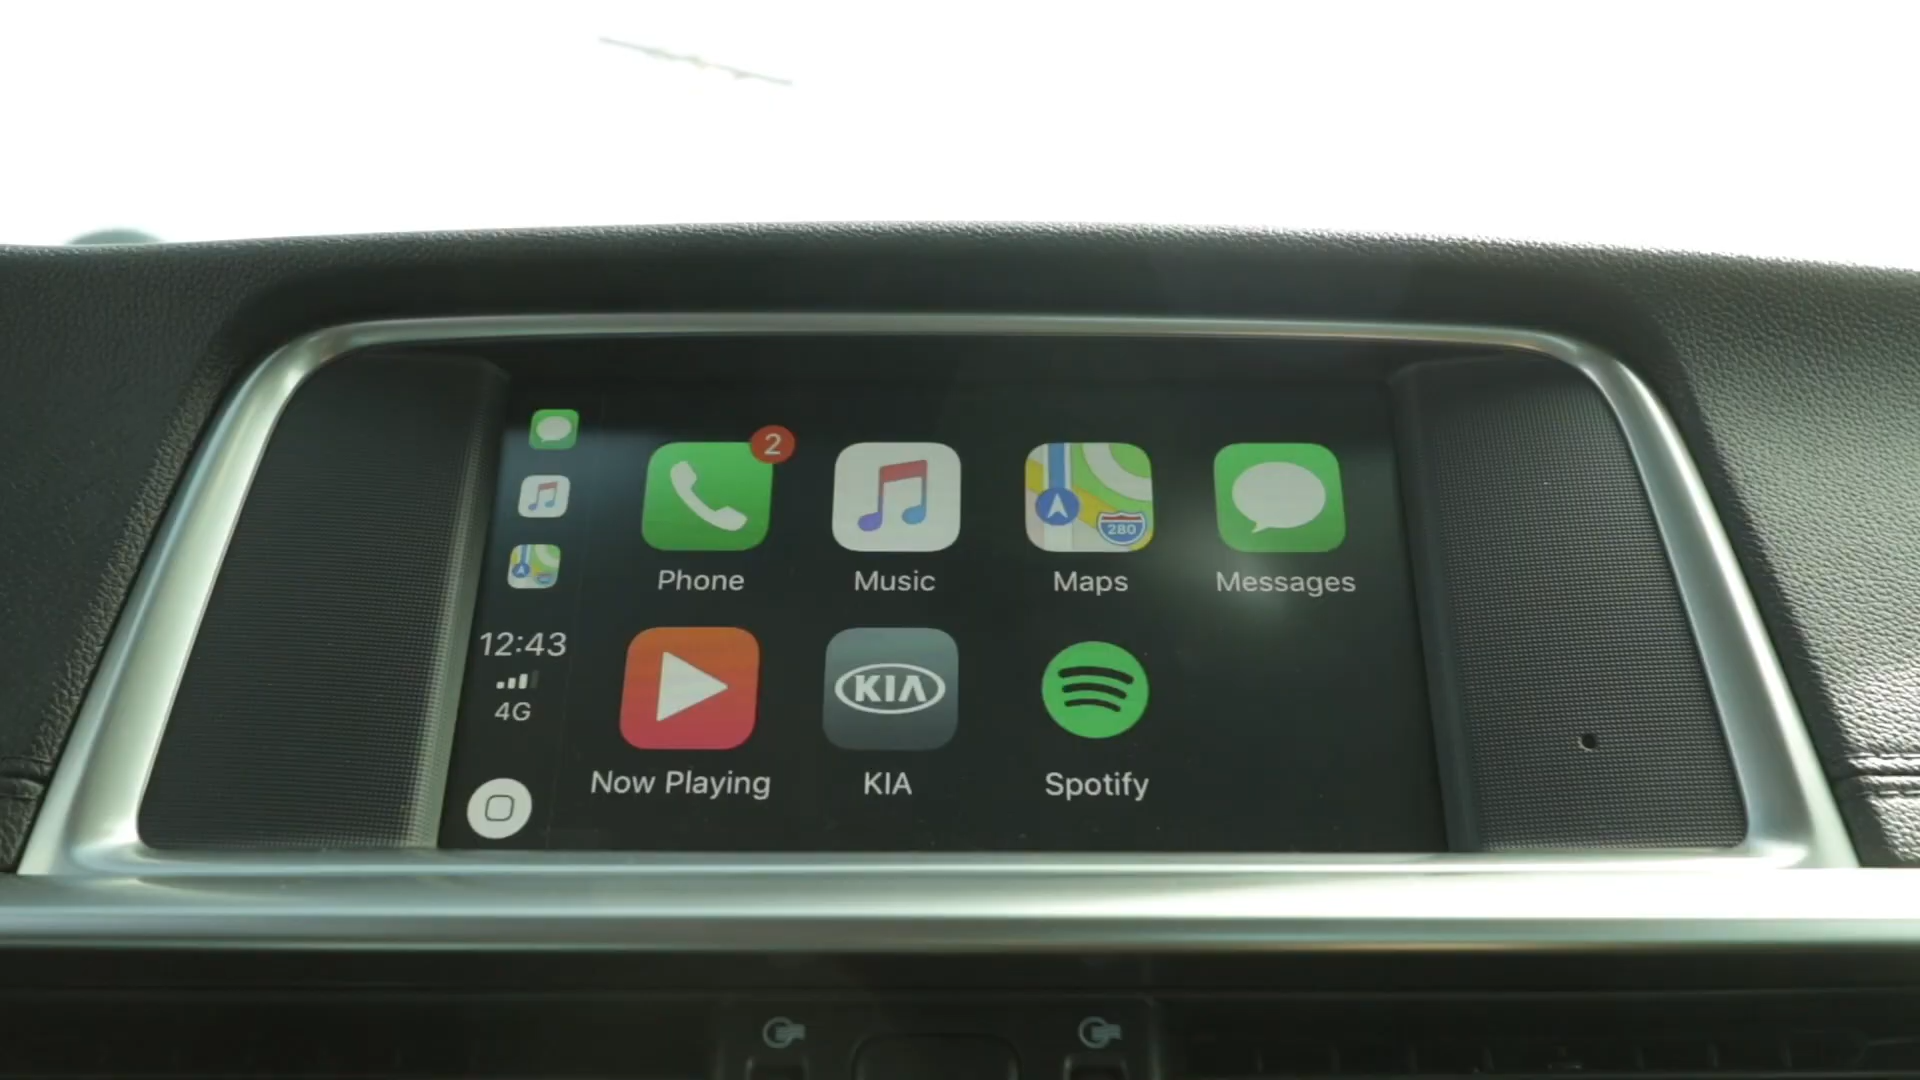 2
280
Phone
Music
Maps
Messages
12:43
4G
KIA
Now Playing
KIA
Spotify